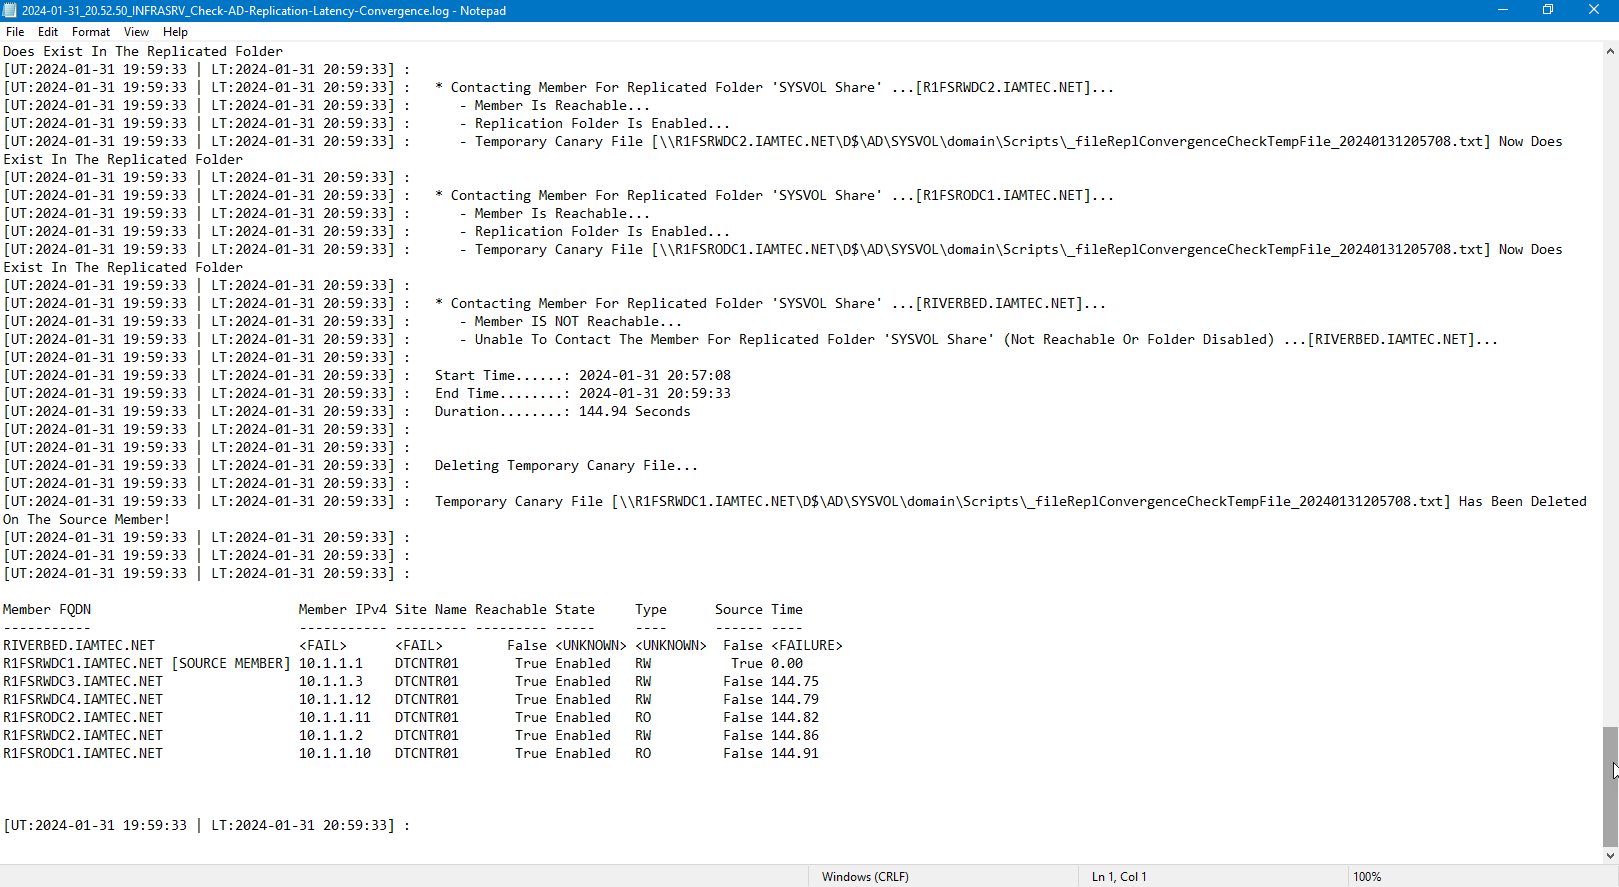 2024-01-31_20.52.50_INFRASRV_Check-AD-Replication-Latency-Convergence.log - Notepad
File Edit Format View Help
Does Exist In The Replicated Folder
[UT:2024-01-31 19:59:33 | LT:2024-01-31 20:59:33] :
[UT:2024-01-31 19:59:33 | LT:2024-01-31 20:59:33] :   * Contacting Member For Replicated Folder 'SYSVOL Share' ...[R1FSRWDC2.IAMTEC.NET]...
[UT:2024-01-31 19:59:33 | LT:2024-01-31 20:59:33] :      - Member Is Reachable...
[UT:2024-01-31 19:59:33 | LT:2024-01-31 20:59:33] :      - Replication Folder Is Enabled...
[UT:2024-01-31 19:59:33 | LT:2024-01-31 20:59:33] :      - Temporary Canary File [\\R1FSRWDC2.IAMTEC.NET\D$\AD\SYSVOL\domain\Scripts\_fileReplConvergenceCheckTempFile_20240131205708.txt] Now Does
Exist In The Replicated Folder
[UT:2024-01-31 19:59:33 | LT:2024-01-31 20:59:33] :
[UT:2024-01-31 19:59:33 | LT:2024-01-31 20:59:33] :   * Contacting Member For Replicated Folder 'SYSVOL Share' ...[R1FSRODC1.IAMTEC.NET]...
[UT:2024-01-31 19:59:33 | LT:2024-01-31 20:59:33] :      - Member Is Reachable...
[UT:2024-01-31 19:59:33 | LT:2024-01-31 20:59:33] :      - Replication Folder Is Enabled...
[UT:2024-01-31 19:59:33 | LT:2024-01-31 20:59:33] :      - Temporary Canary File [\\R1FSRODC1.IAMTEC.NET\D$\AD\SYSVOL\domain\Scripts\_fileReplConvergenceCheckTempFile_20240131205708.txt] Now Does
Exist In The Replicated Folder
[UT:2024-01-31 19:59:33 | LT:2024-01-31 20:59:33] :
[UT:2024-01-31 19:59:33 | LT:2024-01-31 20:59:33] :   * Contacting Member For Replicated Folder 'SYSVOL Share' ...[RIVERBED.IAMTEC.NET]...
[UT:2024-01-31 19:59:33 | LT:2024-01-31 20:59:33] :      - Member IS NOT Reachable...
[UT:2024-01-31 19:59:33 | LT:2024-01-31 20:59:33] :      - Unable To Contact The Member For Replicated Folder 'SYSVOL Share' (Not Reachable Or Folder Disabled) ...[RIVERBED.IAMTEC.NET]...
[UT:2024-01-31 19:59:33 | LT:2024-01-31 20:59:33] :
[UT:2024-01-31 19:59:33 | LT:2024-01-31 20:59:33] :   Start Time......: 2024-01-31 20:57:08
[UT:2024-01-31 19:59:33 | LT:2024-01-31 20:59:33] :   End Time........: 2024-01-31 20:59:33
[UT:2024-01-31 19:59:33 | LT:2024-01-31 20:59:33] :   Duration........: 144.94 Seconds
[UT:2024-01-31 19:59:33 | LT:2024-01-31 20:59:33] :
[UT:2024-01-31 19:59:33 | LT:2024-01-31 20:59:33] :
[UT:2024-01-31 19:59:33 | LT:2024-01-31 20:59:33] :   Deleting Temporary Canary File...
[UT:2024-01-31 19:59:33 | LT:2024-01-31 20:59:33] :
[UT:2024-01-31 19:59:33 | LT:2024-01-31 20:59:33] :   Temporary Canary File [\\R1FSRWDC1.IAMTEC.NET\D$\AD\SYSVOL\domain\Scripts\_fileReplConvergenceCheckTempFile_20240131205708.txt] Has Been Deleted
On The Source Member!
[UT:2024-01-31 19:59:33 | LT:2024-01-31 20:59:33] :
[UT:2024-01-31 19:59:33 | LT:2024-01-31 20:59:33] :
[UT:2024-01-31 19:59:33 | LT:2024-01-31 20:59:33] :
Member FQDN                          Member IPv4 Site Name Reachable State     Type      Source Time
-----------                          ----------- --------- --------- -----     ----      ------ ----
RIVERBED.IAMTEC.NET                  <FAIL>      <FAIL>        False <UNKNOWN> <UNKNOWN>  False <FAILURE>
R1FSRWDC1.IAMTEC.NET [SOURCE MEMBER] 10.1.1.1    DTCNTR01       True Enabled   RW          True 0.00
R1FSRWDC3.IAMTEC.NET                 10.1.1.3    DTCNTR01       True Enabled   RW         False 144.75
R1FSRWDC4.IAMTEC.NET                 10.1.1.12   DTCNTR01       True Enabled   RW         False 144.79
R1FSRODC2.IAMTEC.NET                 10.1.1.11   DTCNTR01       True Enabled   RO         False 144.82
R1FSRWDC2.IAMTEC.NET                 10.1.1.2    DTCNTR01       True Enabled   RW         False 144.86
R1FSRODC1.IAMTEC.NET                 10.1.1.10   DTCNTR01       True Enabled   RO         False 144.91
[UT:2024-01-31 19:59:33 | LT:2024-01-31 20:59:33] :
Windows (CRLF) Ln 1, Col 1 100%